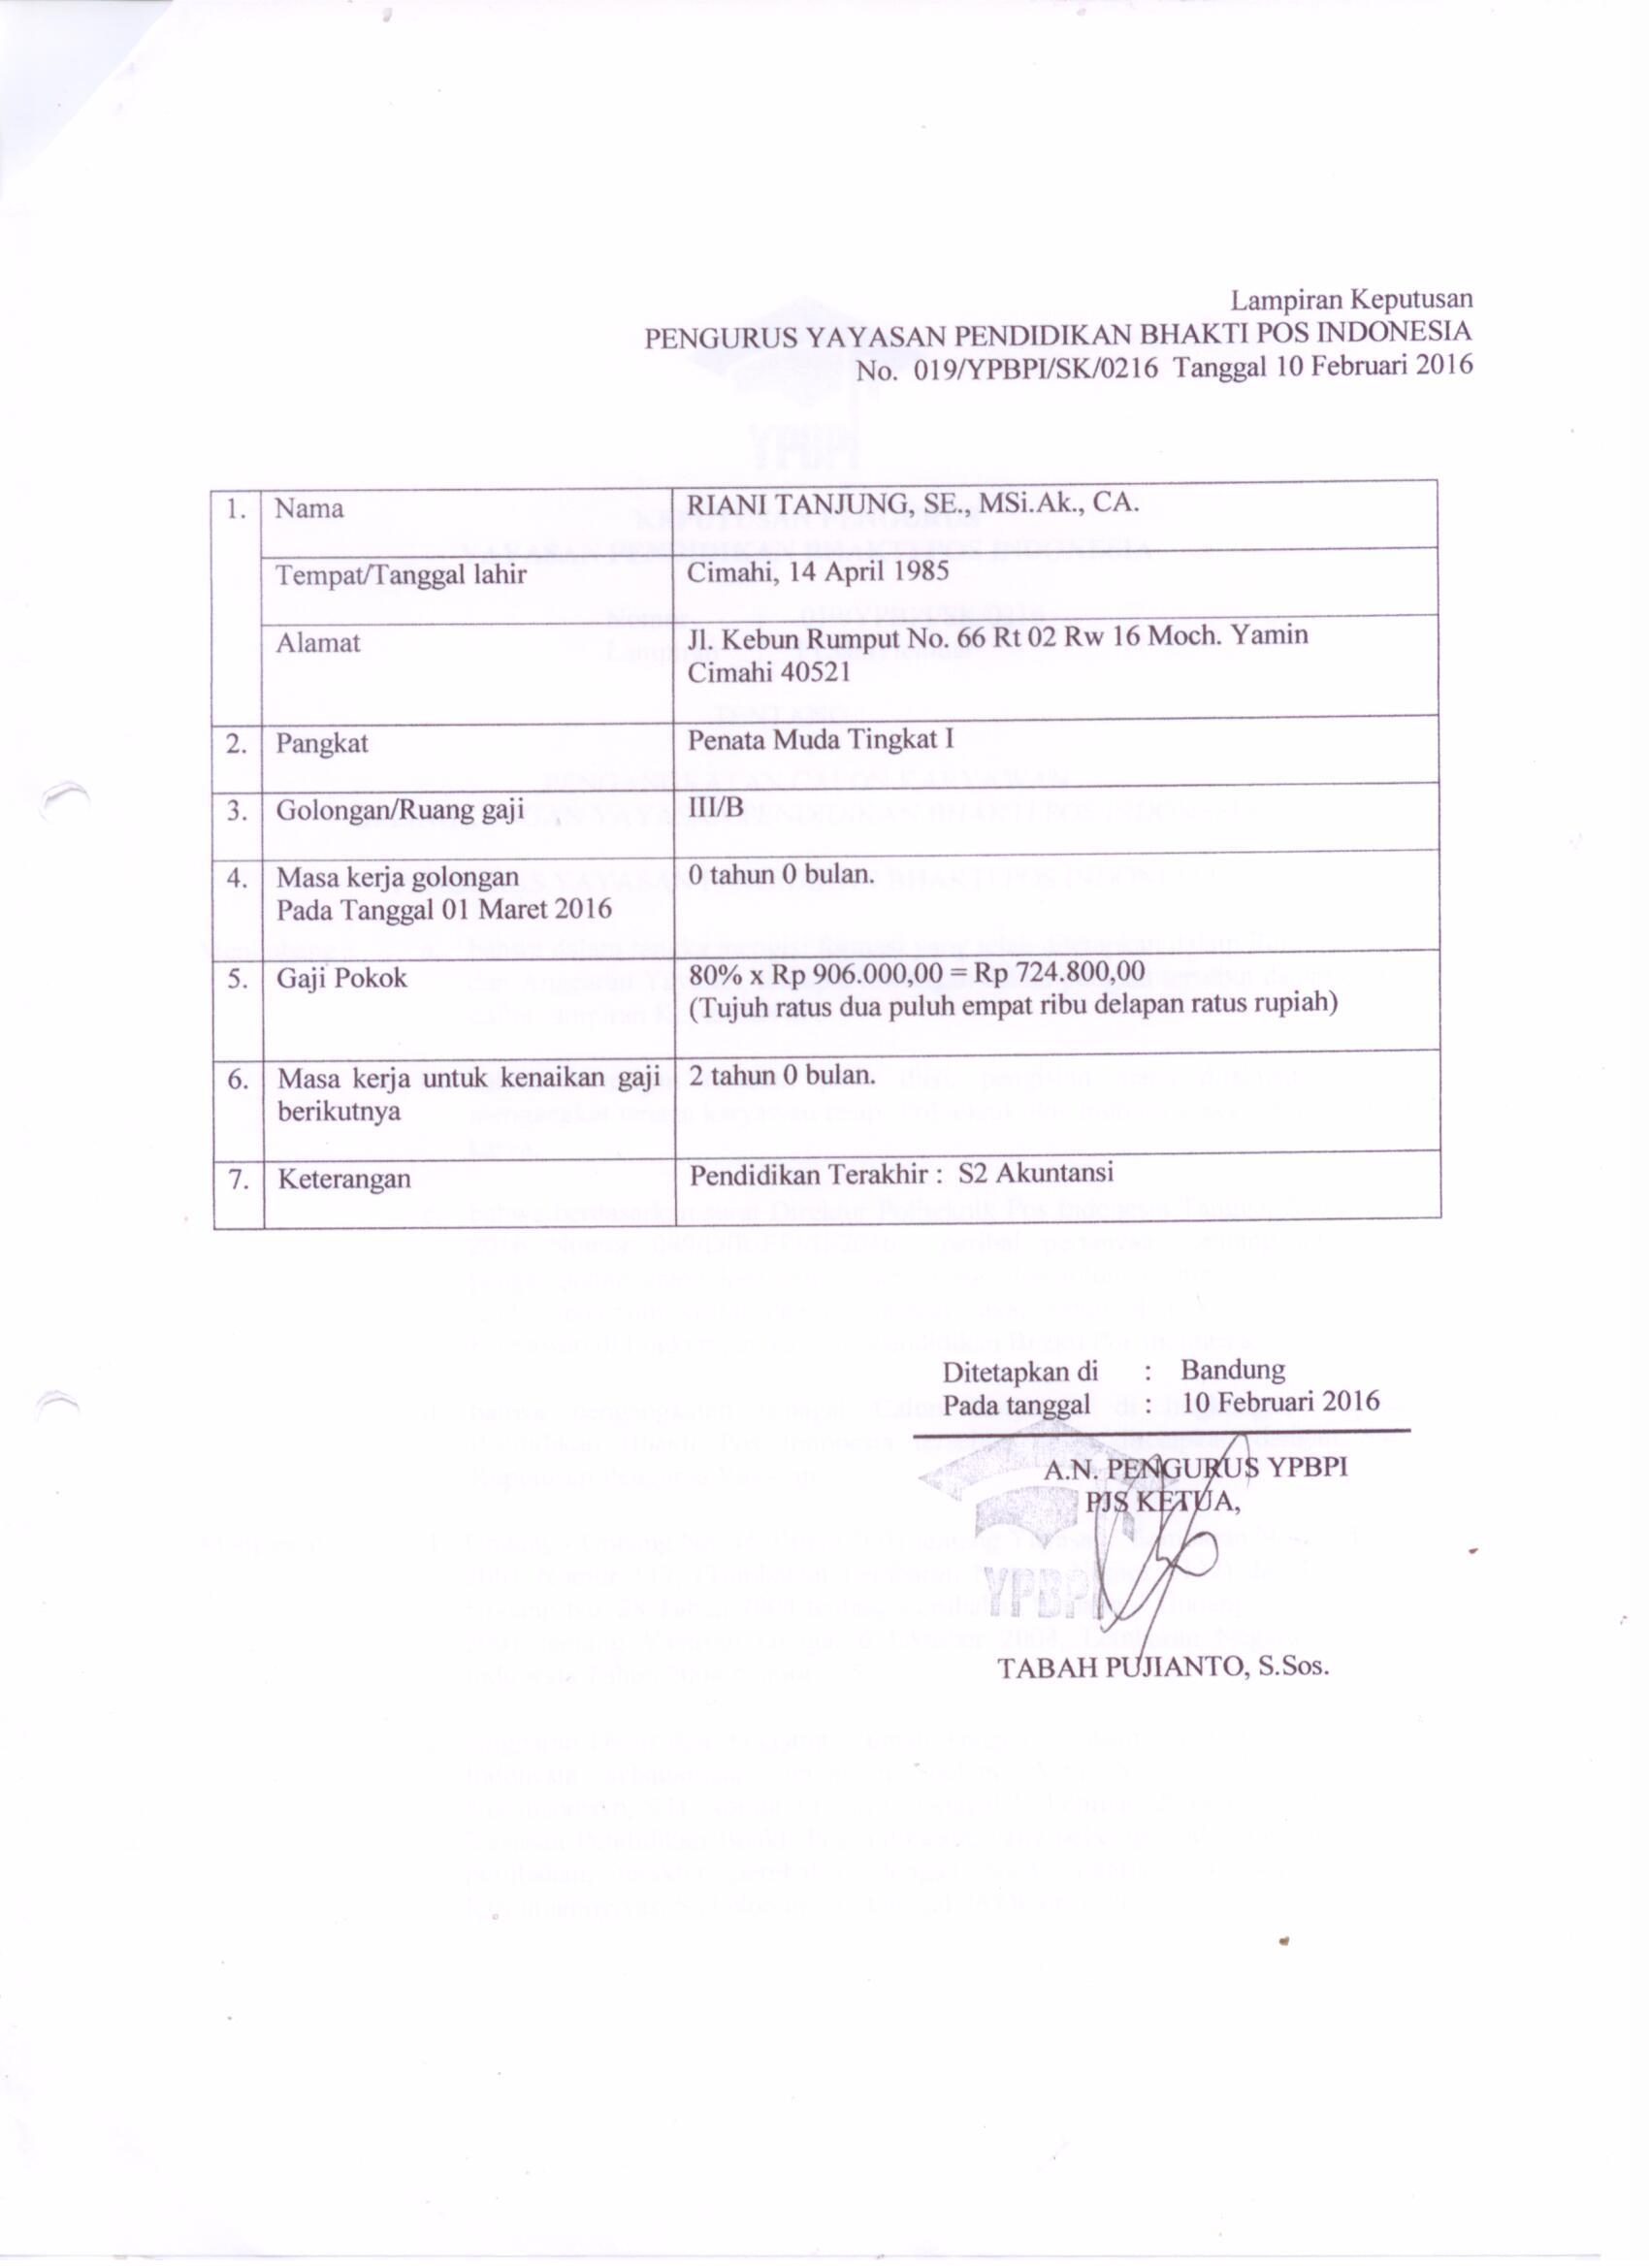 Lampiran Keputusan
PENGURUS YAYASAN PENDIDIKAN BHAKTI POS INDONESIA
No. 019/YPBPI/SK/0216 Tanggal 10 Februari 2016
1. Nama RIANI TANJUNG, SE., MSi.Ak., CA.
Tempat/Tanggal lahir Cimahi, 14 April 1985
Alamat Jl. Kebun Rumput No. 66 Rt 02 Rw 16 Moch. Yamin
Cimahi 40521
2. Pangkat Penata Muda Tingkat I
3. Golongan/Ruang gaji III/B
4. Masa kerja golongan 0 tahun 0 bulan.
Pada Tanggal 01 Maret 2016
5. Gaji Pokok 80% x Rp 906.000,00 = Rp 724.800,00
(Tujuh ratus dua puluh empat ribu delapan ratus rupiah)
6. Masa kerja untuk kenaikan gaji 2 tahun 0 bulan.
berikutnya
7. Keterangan Pendidikan Terakhir : S2 Akuntansi
Ditetapkan di : Bandung
Pada tanggal : 10 Februari 2016
A.N. PENGURUS YPBPI
PJS KETUA,
YPBPI
TABAH PUJIANTO, S.Sos.